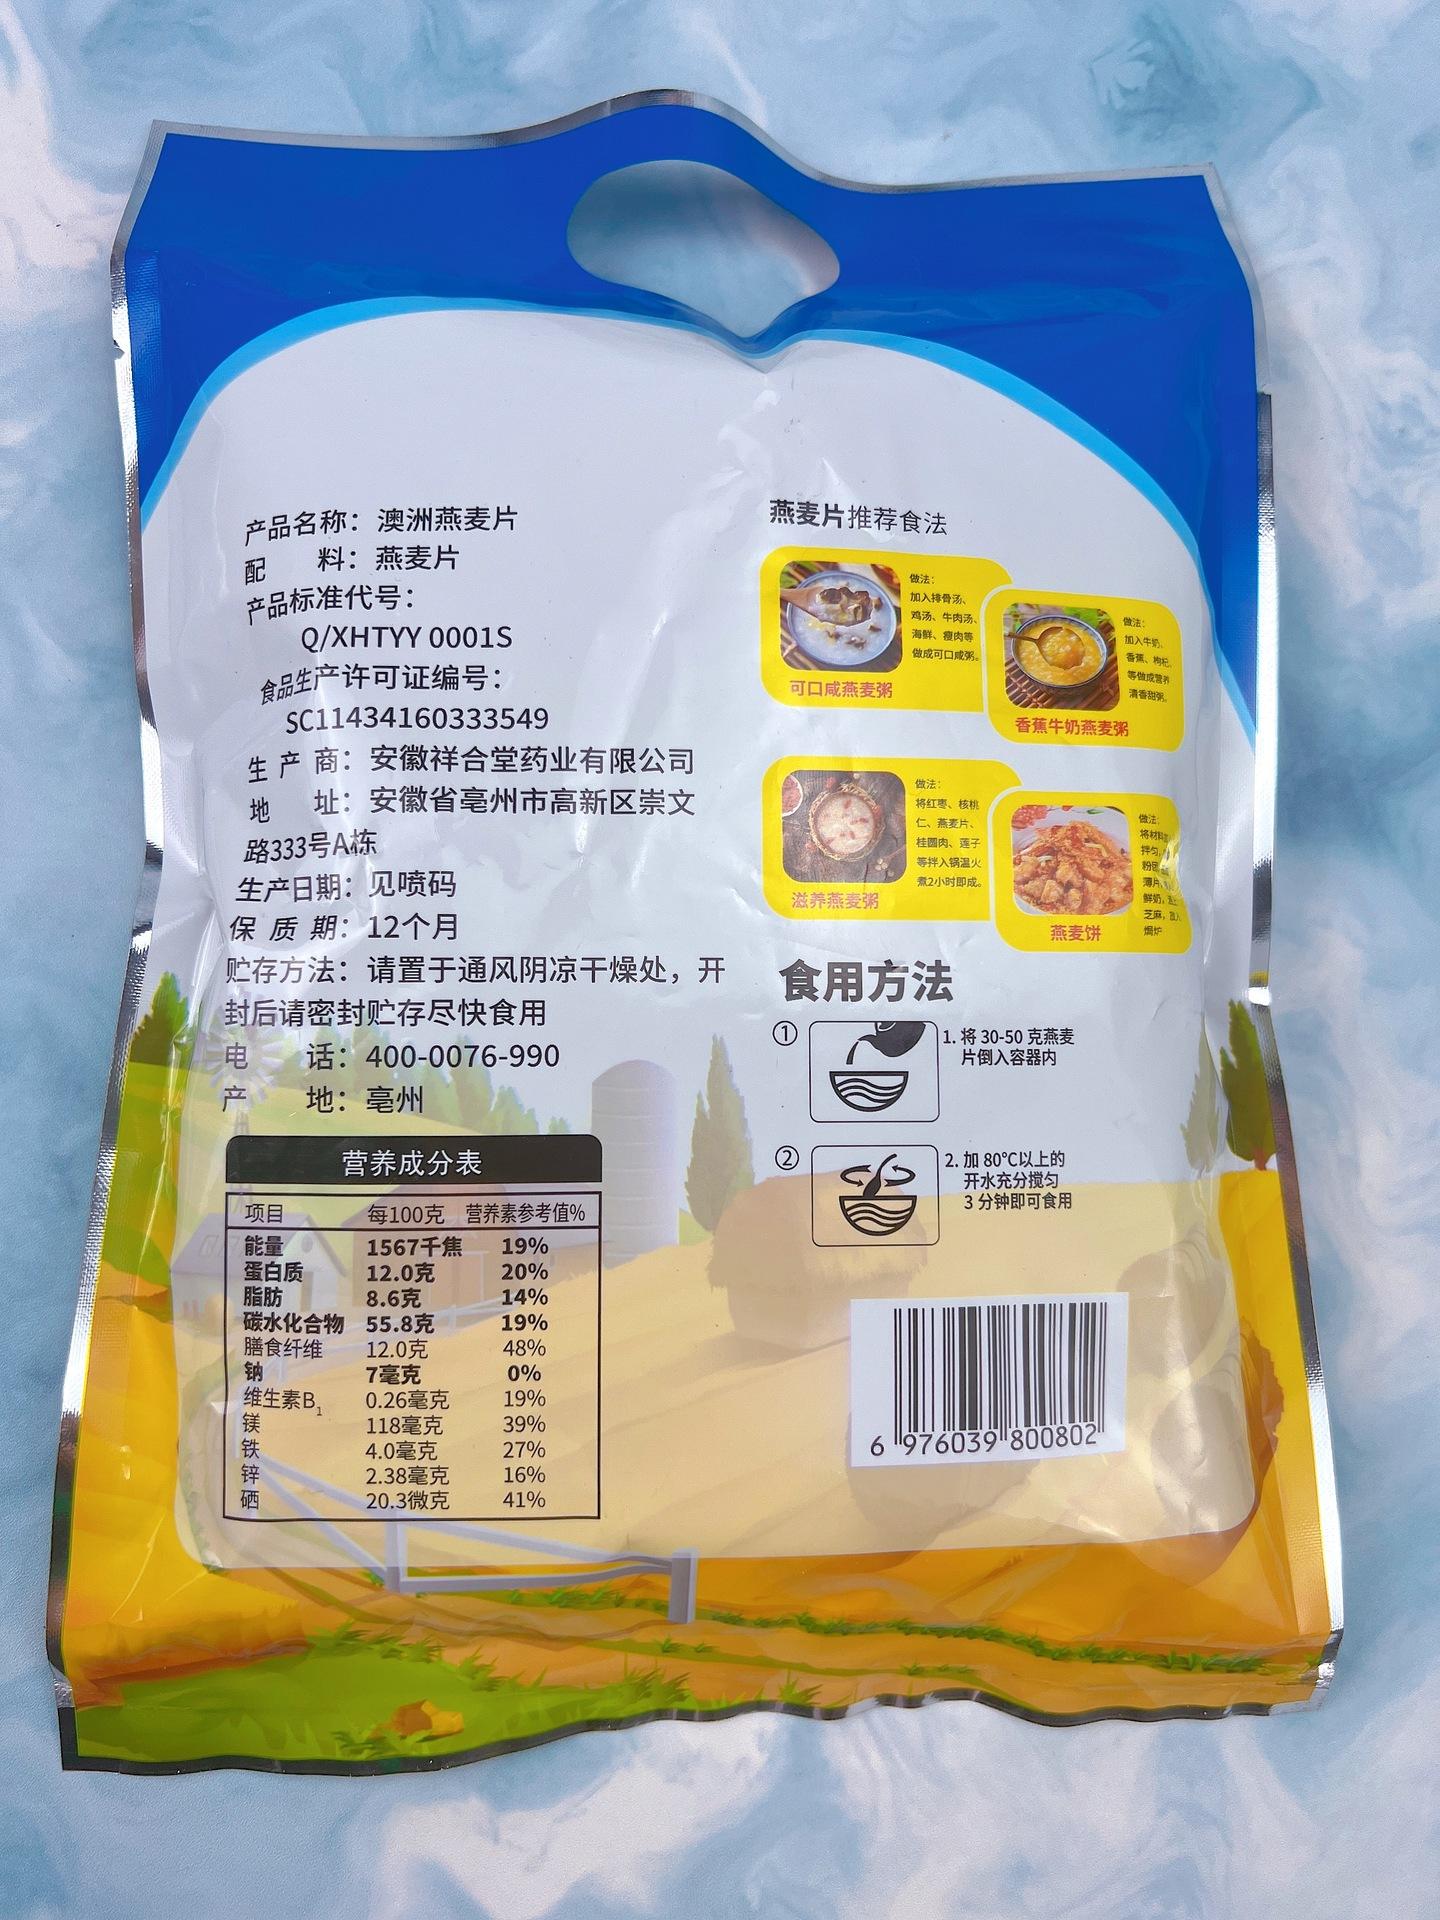 产品名称：澳洲燕麦片
配 料：燕麦片
产品标准代号：
Q/XHTYY 0001S
食品生产许可证编号：
SC11434160333549
生 产 商：安徽祥合堂药业有限公司
地 址：安徽省亳州市高新区崇文
路333号A栋
生产日期：见喷码
保 质 期：12个月
贮存方法：请置于通风阴凉干燥处，开
封后请密封贮存尽快食用
电 话：400-0076-990
产 地：亳州
营养成分表
项目 每100克 营养素参考值%
能量 1567千焦 19%
蛋白质 12.0克 20%
脂肪 8.6克 14%
碳水化合物 55.8克 19%
膳食纤维 12.0克 48%
钠 7毫克 0%
维生素B1 0.26毫克 19%
镁 118毫克 39%
铁 4.0毫克 27%
锌 2.38毫克 16%
硒 20.3微克 41%
燕麦片推荐食法
做法：
加入排骨汤、
鸡汤、牛肉汤、
海鲜、瘦肉等
做成可口咸粥。
可口咸燕麦粥
做法：
加入牛奶、
香蕉、枸杞、
等做成营养
清香甜粥。
香蕉牛奶燕麦粥
做法：
将红枣、核桃
仁、燕麦片、
桂圆肉、莲子
等拌入锅温火
煮2小时即成。
滋养燕麦粥
做法：
将材料
拌匀，
粉
薄片
鲜奶，
芝麻，
焗炉
燕麦饼
食用方法
① 1. 将 30-50 克燕麦
片倒入容器内
② 2. 加 80°C以上的
开水充分搅匀
3 分钟即可食用
6 976039 800802